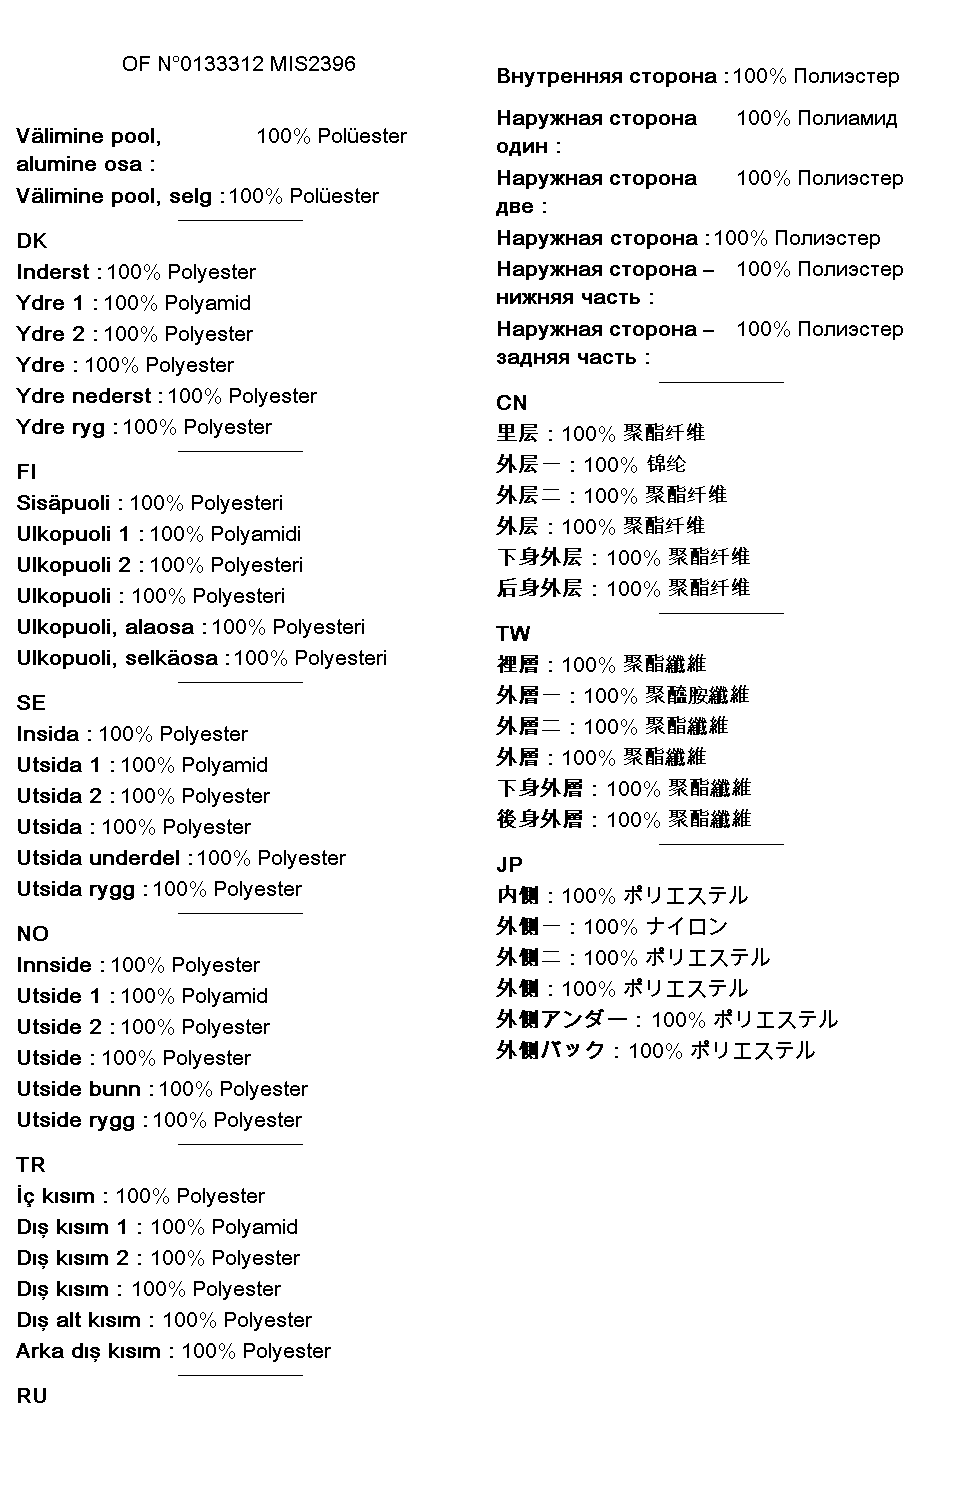 OF N°0133312 MIS2396
Välimine pool, 100% Polüester
alumine osa :
Välimine pool, selg : 100% Polüester
DK
Inderst : 100% Polyester
Ydre 1 : 100% Polyamid
Ydre 2 : 100% Polyester
Ydre : 100% Polyester
Ydre nederst : 100% Polyester
Ydre ryg : 100% Polyester
FI
Sisäpuoli : 100% Polyesteri
Ulkopuoli 1 : 100% Polyamidi
Ulkopuoli 2 : 100% Polyesteri
Ulkopuoli : 100% Polyesteri
Ulkopuoli, alaosa : 100% Polyesteri
Ulkopuoli, selkäosa : 100% Polyesteri
SE
Insida : 100% Polyester
Utsida 1 : 100% Polyamid
Utsida 2 : 100% Polyester
Utsida : 100% Polyester
Utsida underdel : 100% Polyester
Utsida rygg : 100% Polyester
NO
Innside : 100% Polyester
Utside 1 : 100% Polyamid
Utside 2 : 100% Polyester
Utside : 100% Polyester
Utside bunn : 100% Polyester
Utside rygg : 100% Polyester
TR
İç kısım : 100% Polyester
Dış kısım 1 : 100% Polyamid
Dış kısım 2 : 100% Polyester
Dış kısım : 100% Polyester
Dış alt kısım : 100% Polyester
Arka dış kısım : 100% Polyester
RU
Внутренняя сторона : 100% Полиэстер
Наружная сторона 100% Полиамид
один :
Наружная сторона 100% Полиэстер
две :
Наружная сторона : 100% Полиэстер
Наружная сторона – 100% Полиэстер
нижняя часть :
Наружная сторона – 100% Полиэстер
задняя часть :
CN
里层 : 100% 聚酯纤维
外层一 : 100% 锦纶
外层二 : 100% 聚酯纤维
外层 : 100% 聚酯纤维
下身外层 : 100% 聚酯纤维
后身外层 : 100% 聚酯纤维
TW
裡層 : 100% 聚酯纖維
外層一 : 100% 聚醯胺纖維
外層二 : 100% 聚酯纖維
外層 : 100% 聚酯纖維
下身外層 : 100% 聚酯纖維
後身外層 : 100% 聚酯纖維
JP
内側 : 100% ポリエステル
外側一 : 100% ナイロン
外側二 : 100% ポリエステル
外側 : 100% ポリエステル
外側アンダー : 100% ポリエステル
外側バック : 100% ポリエステル